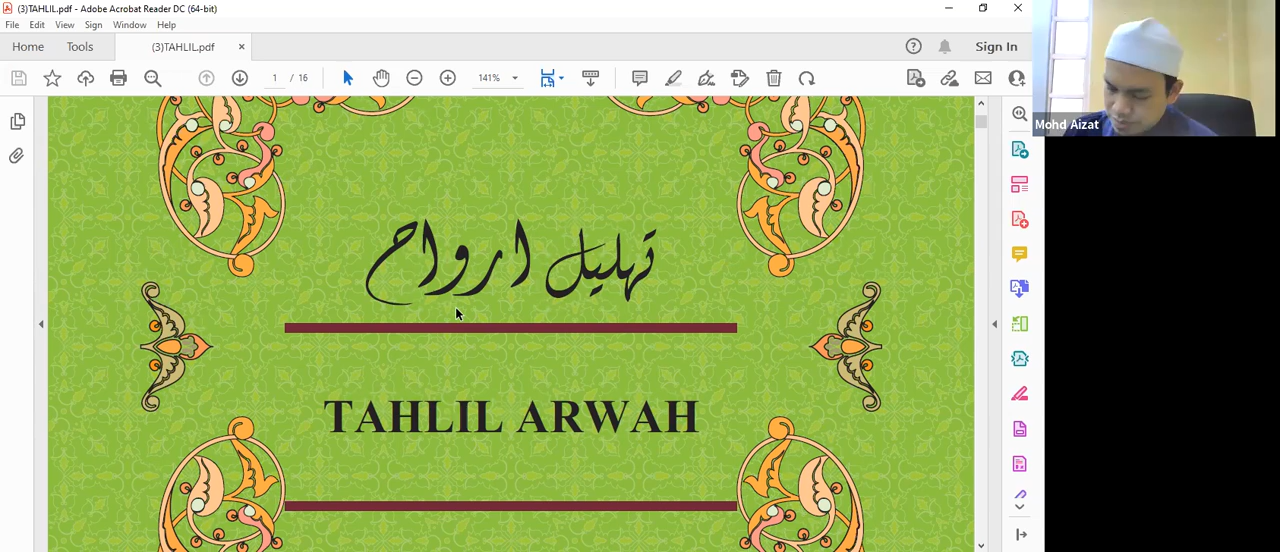 (3)TAHLIL.pdf - Adobe Acrobat Reader DC (64-bit)
File Edit View Sign Window Help
Home Tools (3)TAHLIL.pdf Sign In
1 / 16 141%
Mohd Aizat
تهليل ارواح
TAHLIL ARWAH